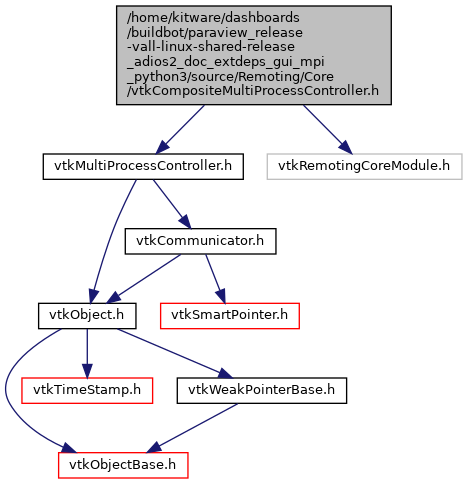 /home/kitware/dashboards
/buildbot/paraview_release
-vall-linux-shared-release
_adios2_doc_extdeps_gui_mpi
_python3/source/Remoting/Core
/vtkCompositeMultiProcessController.h
vtkMultiProcessController.h
vtkRemotingCoreModule.h
vtkCommunicator.h
vtkObject.h
vtkSmartPointer.h
vtkTimeStamp.h
vtkWeakPointerBase.h
vtkObjectBase.h